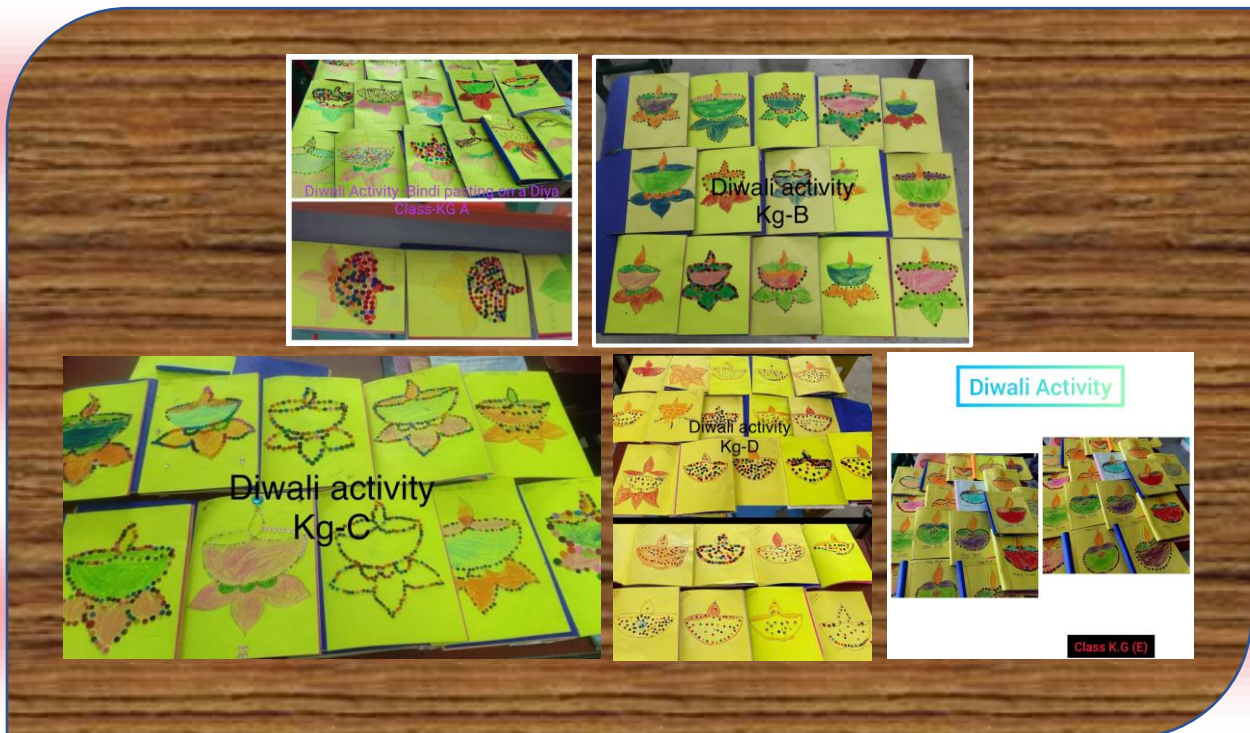 Diwali Activity-Bindi pasting on a Diya
Class-KG A
Diwali activity
Kg-B
Diwali activity
Kg-C
Diwali activity
Kg-D
Diwali Activity
Class K.G (E)